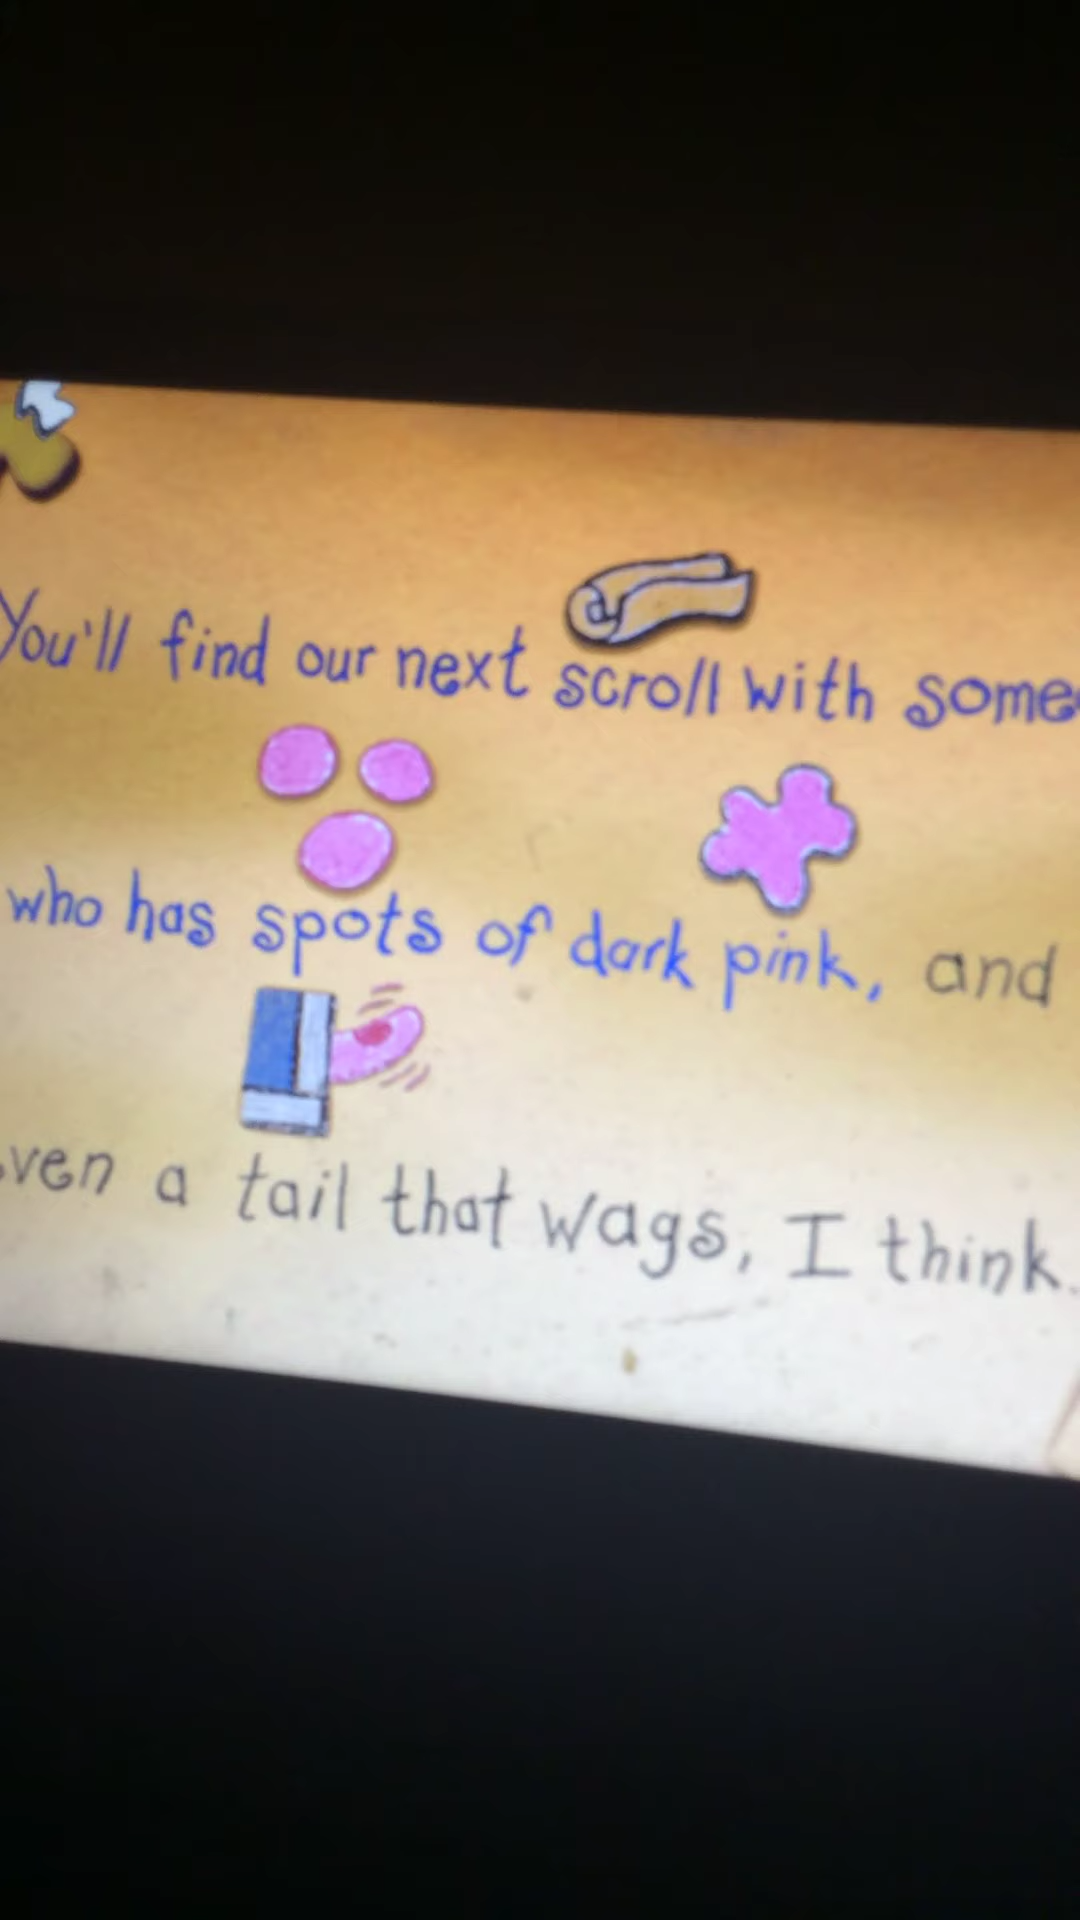 You'll find our next scroll with some
who has spots of dark pink, and
ven a tail that wags, I think.